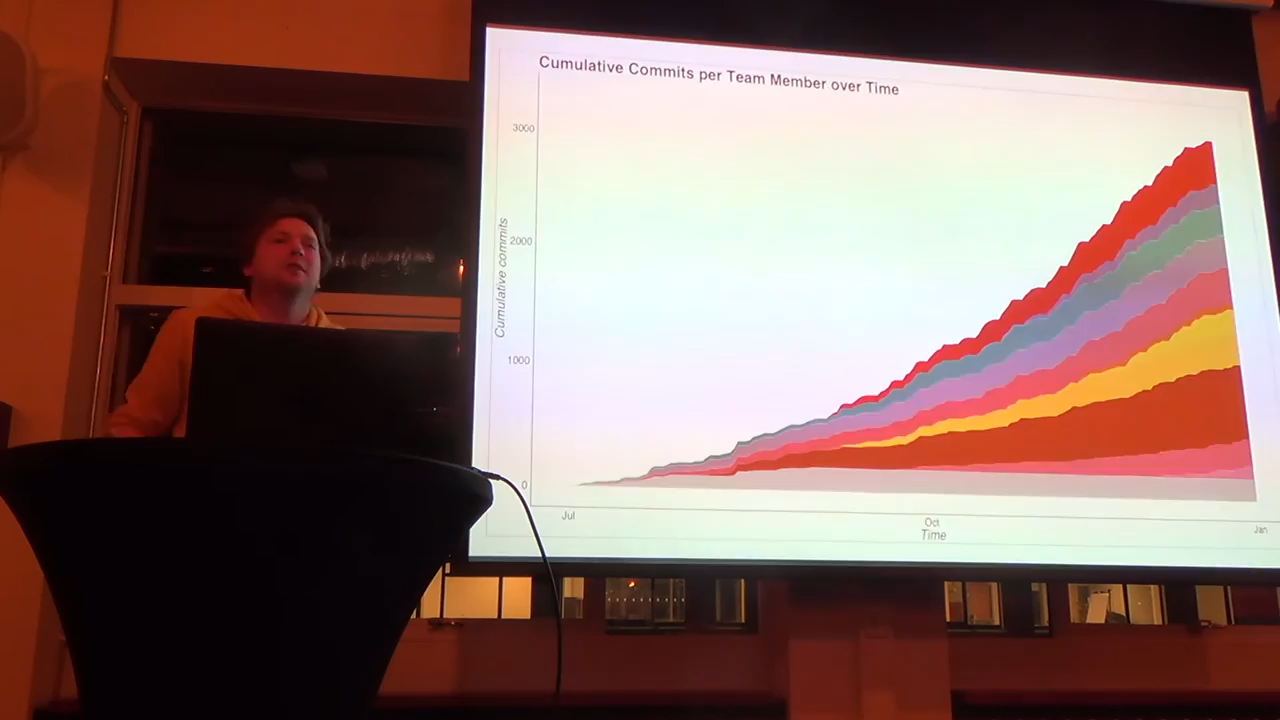 Cumulative Commits per Team Member over Time
3000
2000
1000
0
Cumulative commits
Jul
Oct
Jan
Time